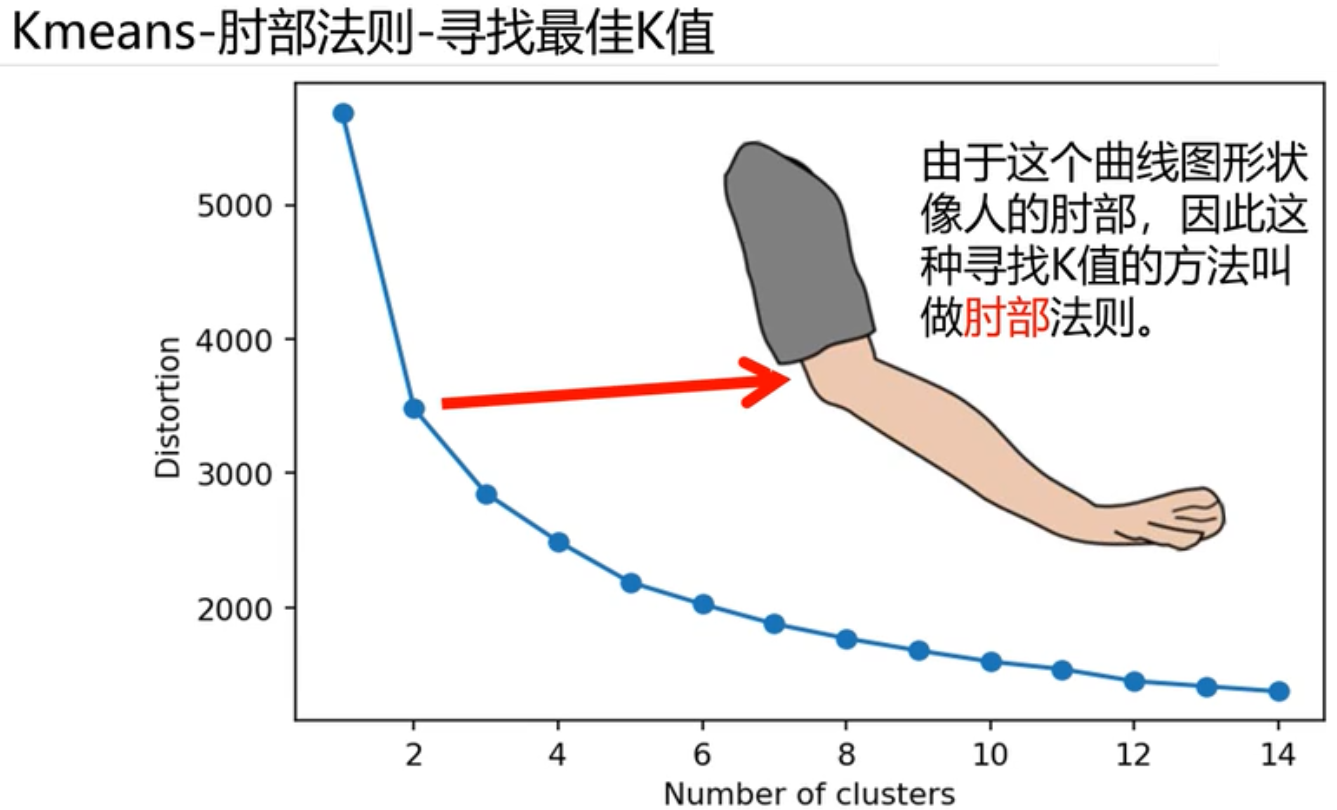 Kmeans-肘部法则-寻找最佳K值
由于这个曲线图形状
像人的肘部，因此这
种寻找K值的方法叫
做肘部法则。
5000
4000
3000
2000
Distortion
2
4
6
8
10
12
14
Number of clusters